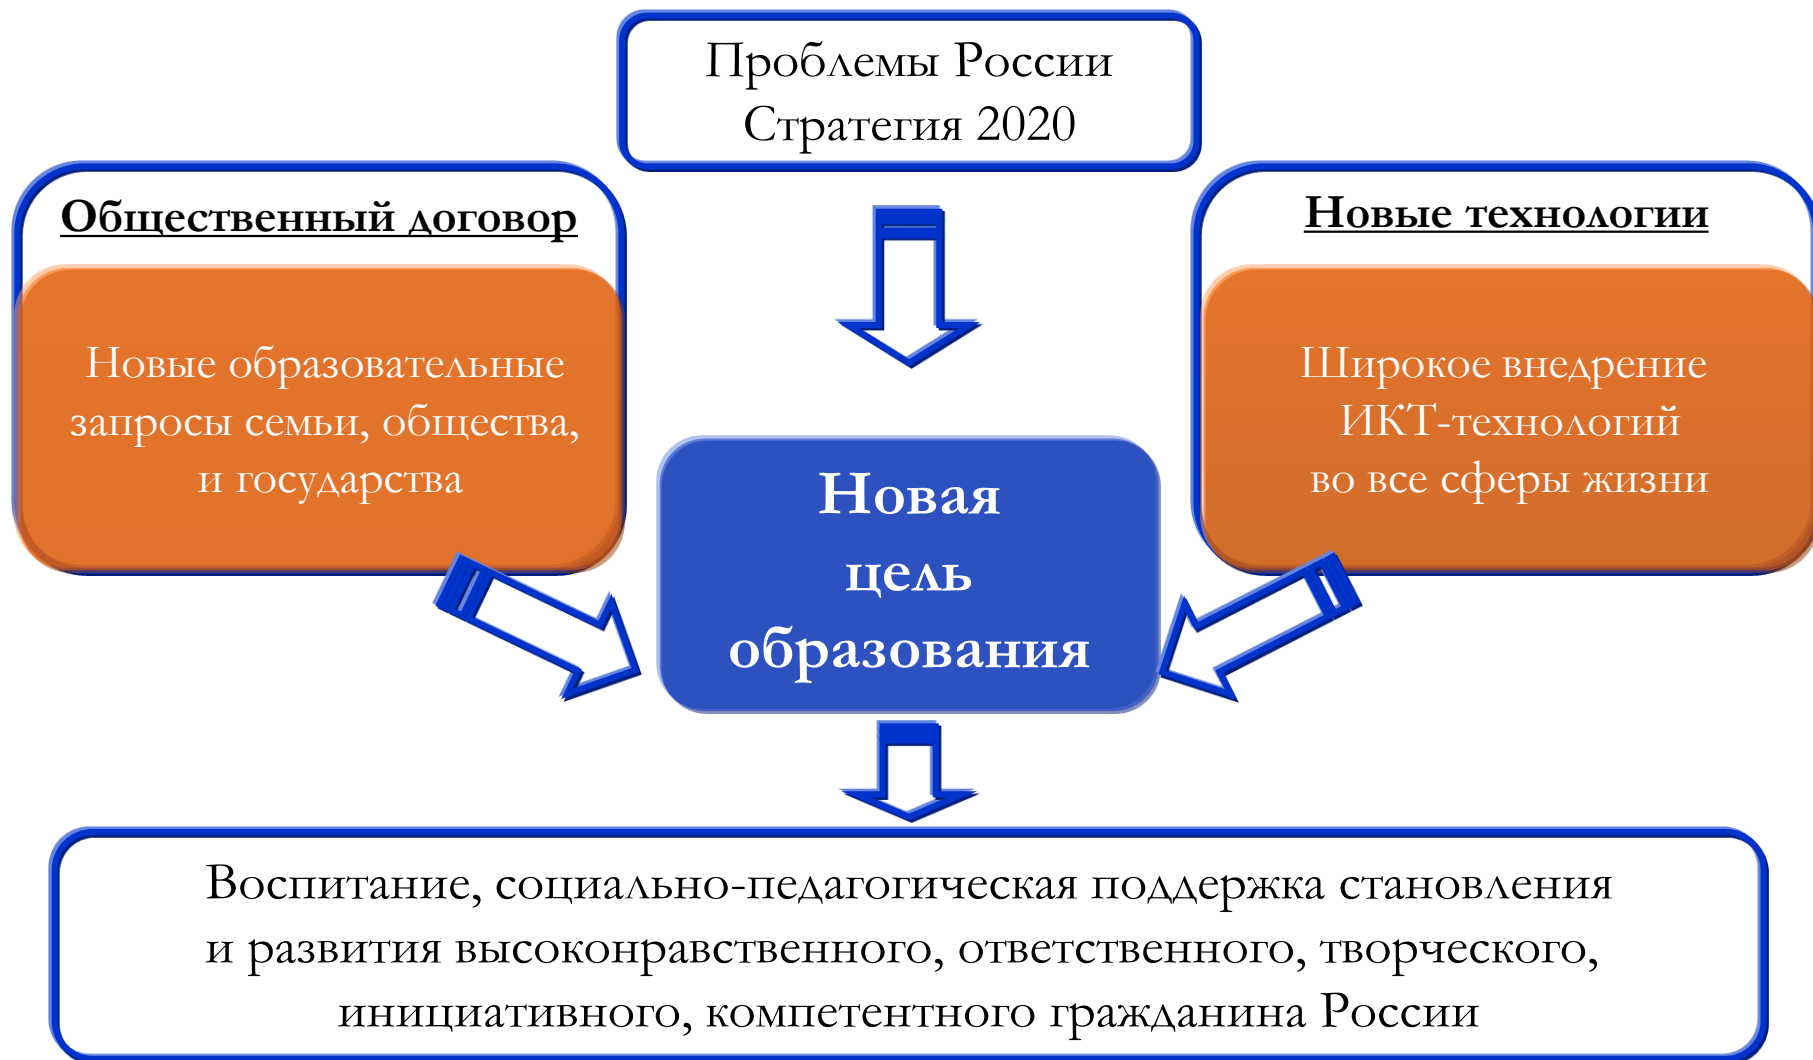 Проблемы России
Стратегия 2020
Общественный договор
Новые образовательные
запросы семьи, общества,
и государства
Новые технологии
Широкое внедрение
ИКТ-технологий
во все сферы жизни
Новая
цель
образования
Воспитание, социально-педагогическая поддержка становления
и развития высоконравственного, ответственного, творческого,
инициативного, компетентного гражданина России